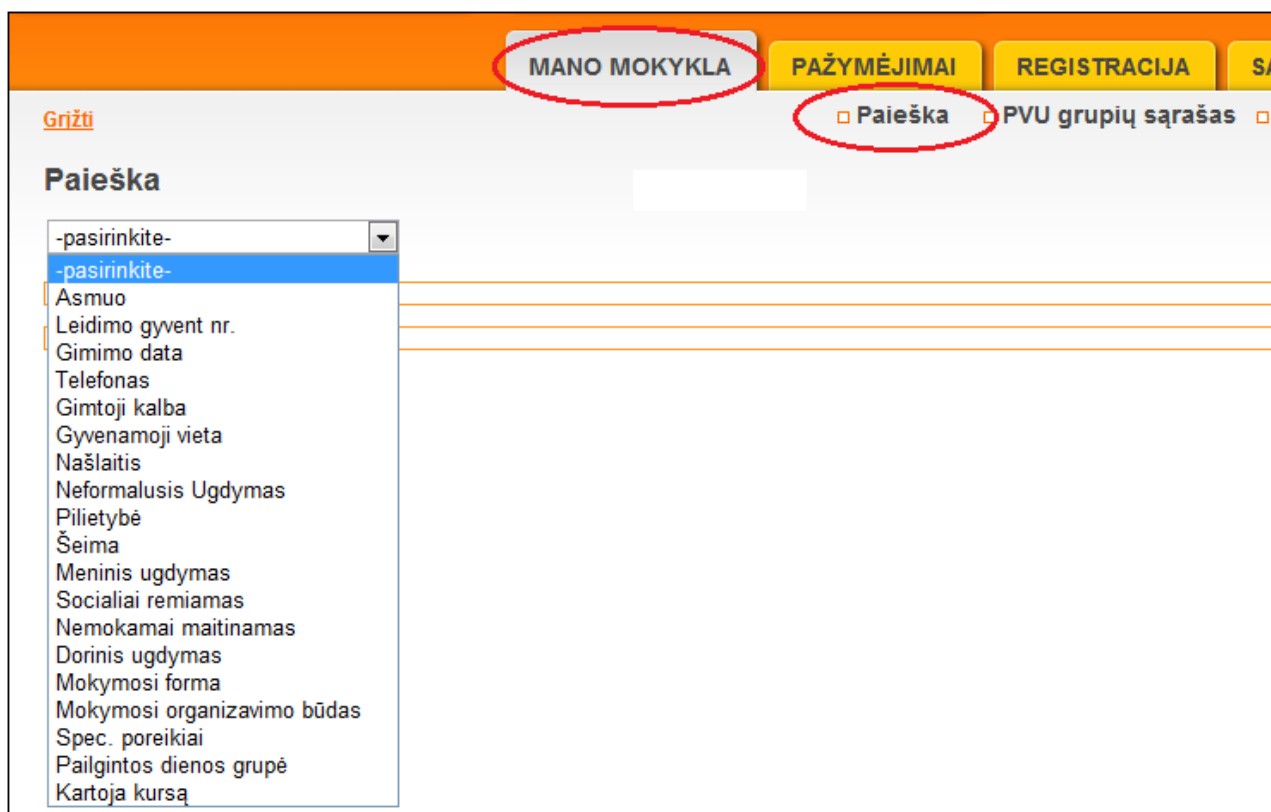 MANO MOKYKLA PAŽYMĖJIMAI REGISTRACIJA
Grįžti Paieška PVU grupių sąrašas
Paieška
-pasirinkite-
-pasirinkite-
Asmuo
Leidimo gyvent nr.
Gimimo data
Telefonas
Gimtoji kalba
Gyvenamoji vieta
Našlaitis
Neformalusis Ugdymas
Pilietybė
Šeima
Meninis ugdymas
Socialiai remiamas
Nemokamai maitinamas
Dorinis ugdymas
Mokymosi forma
Mokymosi organizavimo būdas
Spec. poreikiai
Pailgintos dienos grupė
Kartoja kursą